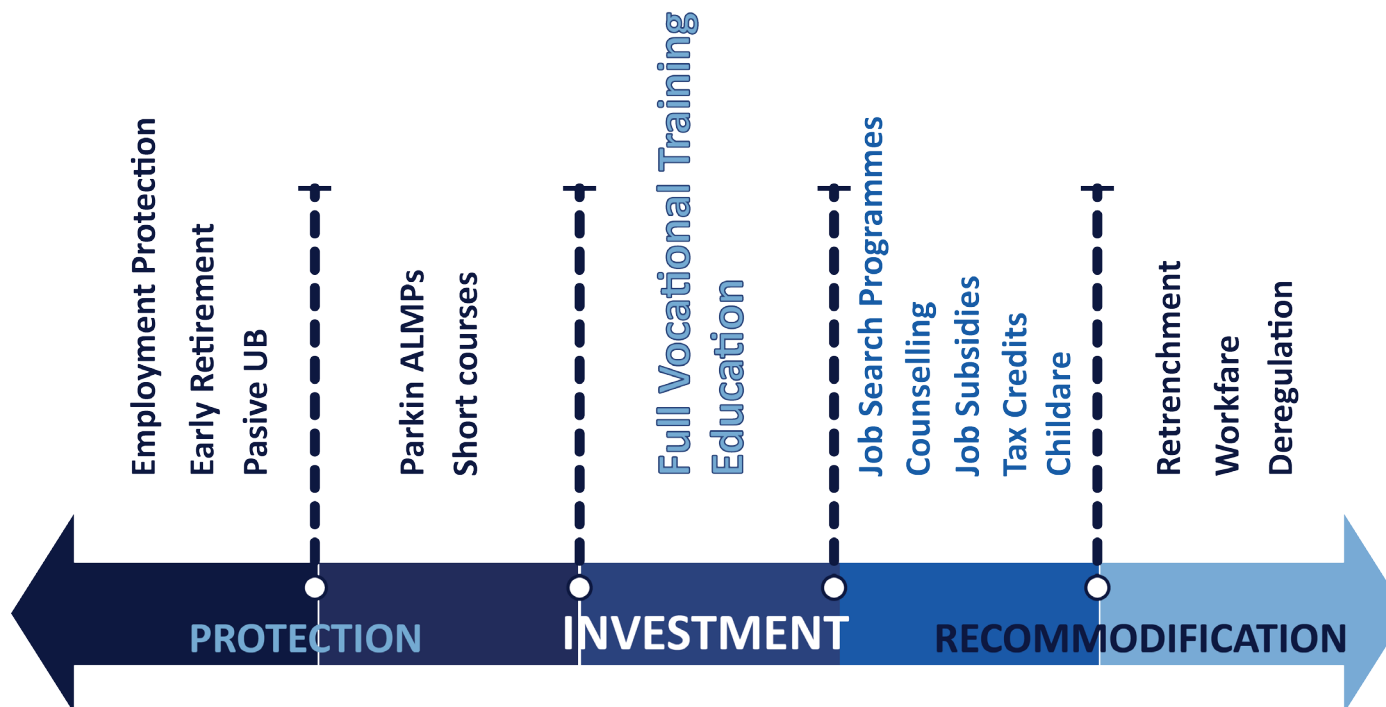 Employment Protection
Early Retirement
Pasive UB
Parkin ALMPs
Short courses
Full Vocational Training
Education
Job Search Programmes
Counselling
Job Subsidies
Tax Credits
Childare
Retrenchment
Workfare
Deregulation
PROTECTION
INVESTMENT
RECOMMODIFICATION